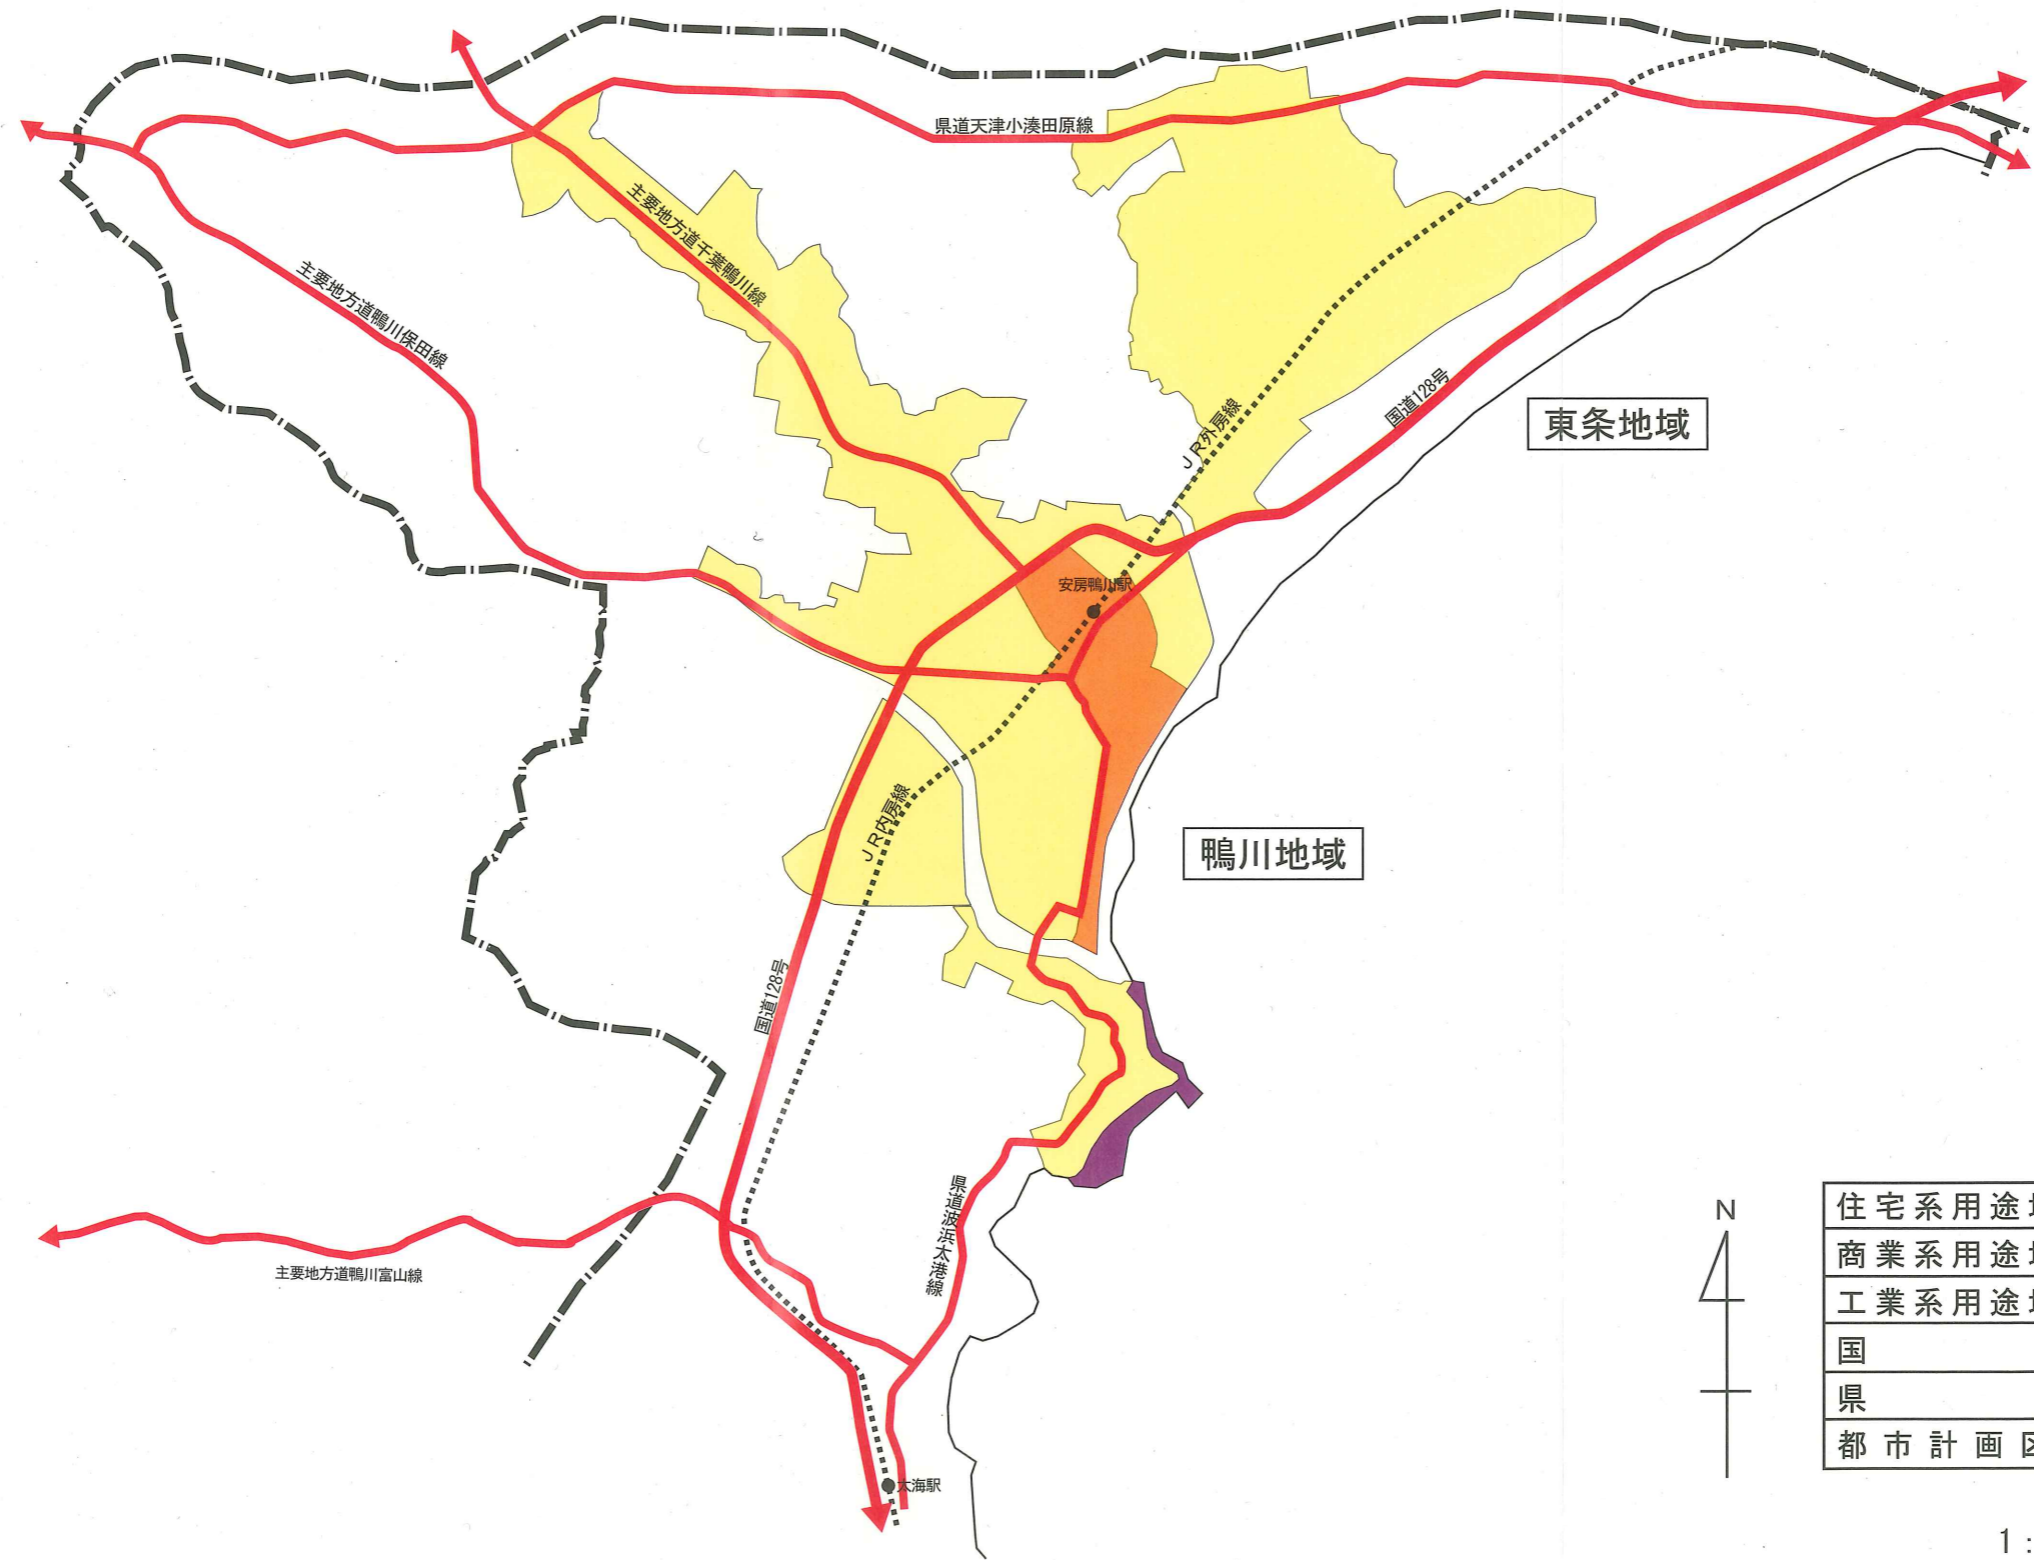 県道天津小湊田原線
主要地方道千葉鴨川線
主要地方道鴨川保田線
国道128号
JR外房線
東条地域
安房鴨川駅
JR内房線
鴨川地域
国道128号
県道波浜太港線
主要地方道鴨川富山線
太海駅
N
住宅系用途
商業系用途
工業系用途
国
県
都市計画
1: